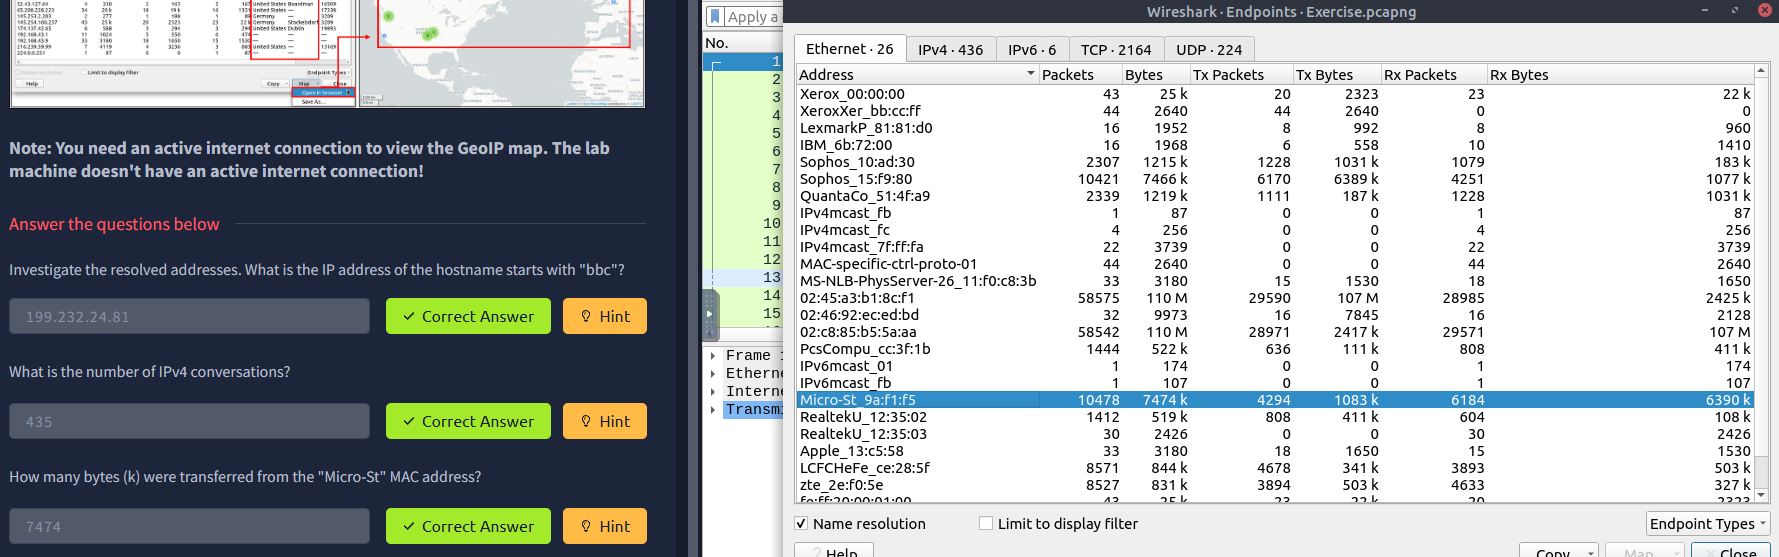 Note: You need an active internet connection to view the GeoIP map. The lab
machine doesn't have an active internet connection!
Answer the questions below
Investigate the resolved addresses. What is the IP address of the hostname starts with "bbc"?
199.232.24.81
Correct Answer
Hint
What is the number of IPv4 conversations?
435
Correct Answer
Hint
How many bytes (k) were transferred from the "Micro-St" MAC address?
7474
Correct Answer
Hint
Apply a
No.
1
2
3
4
5
6
7
8
9
10
11
12
13
14
15
Frame
Ethern
Intern
Transm
Wireshark · Endpoints · Exercise.pcapng
Ethernet · 26 IPv4 · 436 IPv6 · 6 TCP · 2164 UDP · 224
Address Packets Bytes Tx Packets Tx Bytes Rx Packets Rx Bytes
Xerox_00:00:00 43 25 k 20 2323 23 22 k
XeroxXer_bb:cc:ff 44 2640 44 2640 0 0
LexmarkP_81:81:d0 16 1952 8 992 8 960
IBM_6b:72:00 16 1968 6 558 10 1410
Sophos_10:ad:30 2307 1215 k 1228 1031 k 1079 183 k
Sophos_15:f9:80 10421 7466 k 6170 6389 k 4251 1077 k
QuantaCo_51:4f:a9 2339 1219 k 1111 187 k 1228 1031 k
IPv4mcast_fb 1 87 0 0 1 87
IPv4mcast_fc 4 256 0 0 4 256
IPv4mcast_7f:ff:fa 22 3739 0 0 22 3739
MAC-specific-ctrl-proto-01 44 2640 0 0 44 2640
MS-NLB-PhysServer-26_11:f0:c8:3b 33 3180 15 1530 18 1650
02:45:a3:b1:8c:f1 58575 110 M 29590 107 M 28985 2425 k
02:46:92:ec:ed:bd 32 9973 16 7845 16 2128
02:c8:85:b5:5a:aa 58542 110 M 28971 2417 k 29571 107 M
PcsCompu_cc:3f:1b 1444 522 k 636 111 k 808 411 k
IPv6mcast_01 1 174 0 0 1 174
IPv6mcast_fb 1 107 0 0 1 107
Micro-St_9a:f1:f5 10478 7474 k 4294 1083 k 6184 6390 k
RealtekU_12:35:02 1412 519 k 808 411 k 604 108 k
RealtekU_12:35:03 30 2426 0 0 30 2426
Apple_13:c5:58 33 3180 18 1650 15 1530
LCFCHeFe_ce:28:5f 8571 844 k 4678 341 k 3893 503 k
zte_2e:f0:5e 8527 831 k 3894 503 k 4633 327 k
fe:ff:20:00:01:00 43 25 k 23 22 k 20 2323
Name resolution Limit to display filter Endpoint Types
Help Copy Map Close